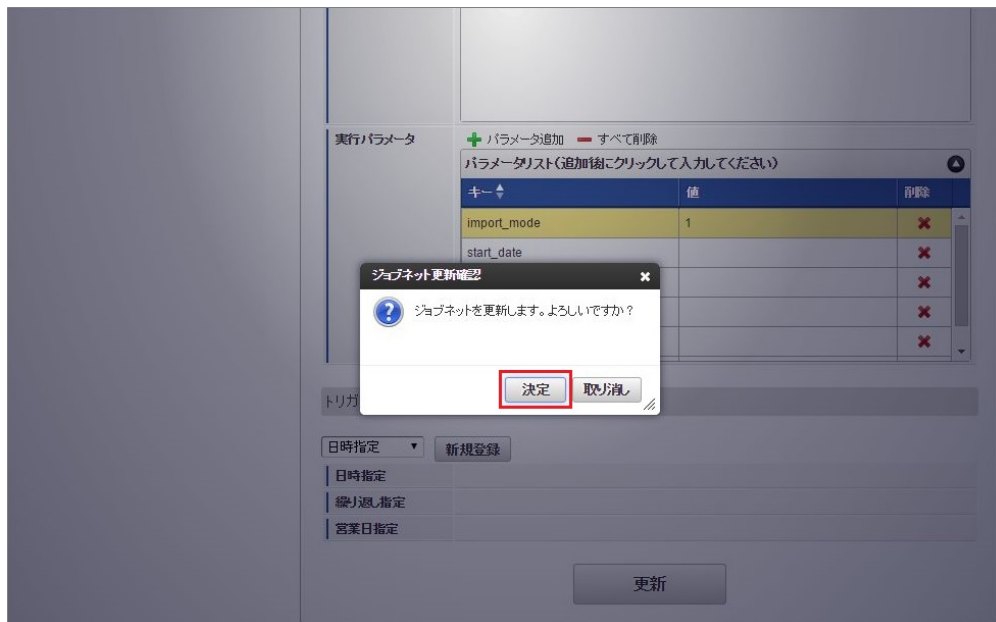 実行パラメータ
パラメータ追加 すべて削除
パラメータリスト(追加後にクリックして入力してください)
キー 値 削除
import_mode 1
start_date
ジョブネット更新確認
ジョブネットを更新します。よろしいですか?
決定 取り消し
トリガ
日時指定 新規登録
日時指定
繰り返し指定
営業日指定
更新